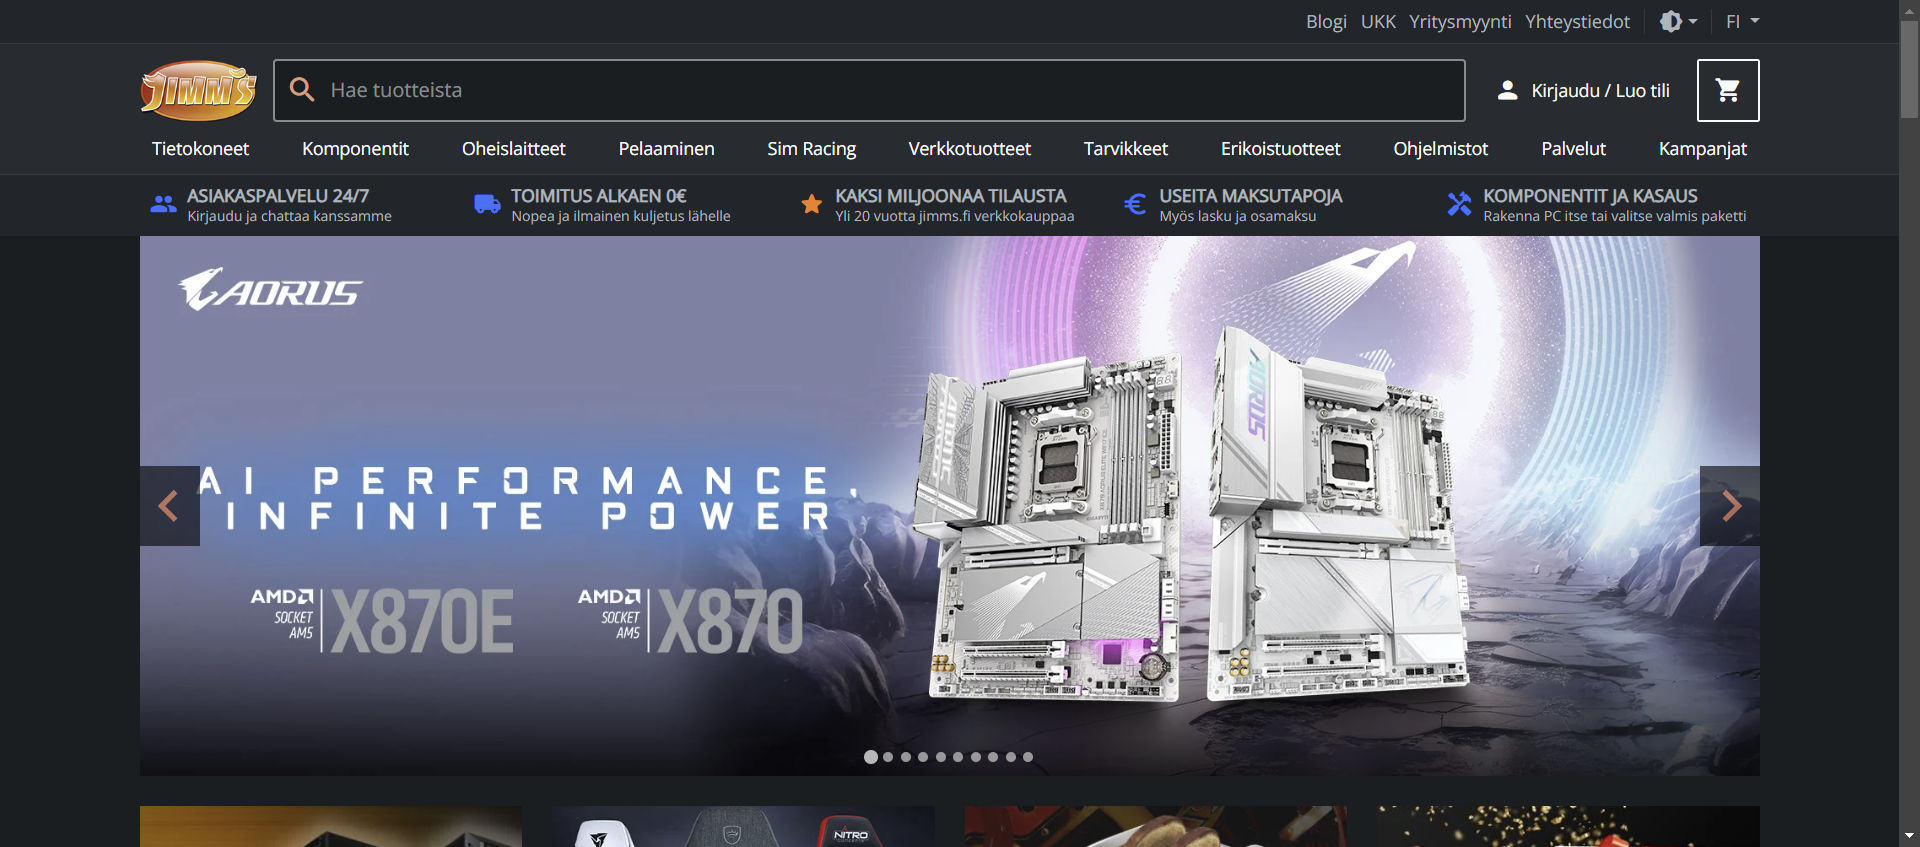 Blogi UKK Yritysmyynti Yhteystiedot FI
JIMM'S
Hae tuotteista
Kirjaudu / Luo tili
Tietokoneet Komponentit Oheislaitteet Pelaaminen Sim Racing Verkkotuotteet Tarvikkeet Erikoistuotteet Ohjelmistot Palvelut Kampanjat
ASIAKASPALVELU 24/7
Kirjaudu ja chattaa kanssamme
TOIMITUS ALKAEN 0€
Nopea ja ilmainen kuljetus lähelle
KAKSI MILJOONAA TILAUSTA
Yli 20 vuotta jimms.fi verkkokauppaa
USEITA MAKSUTAPOJA
Myös lasku ja osamaksu
KOMPONENTIT JA KASAUS
Rakenna PC itse tai valitse valmis paketti
AORUS
AI PERFORMANCE,
INFINITE POWER
AMD
SOCKET
AM5
X870E
AMD
SOCKET
AM5
X870
AORUS
AORUS
NITRO